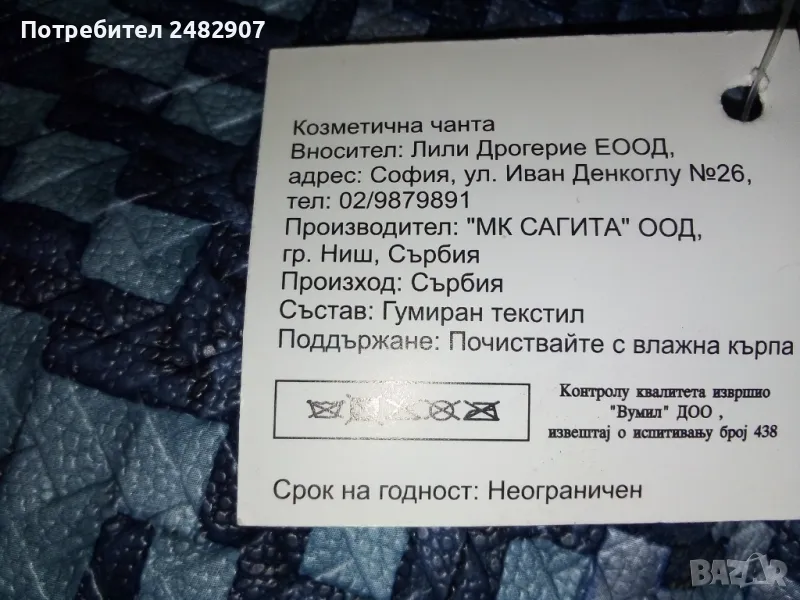 Потребител 2482907
Козметична чанта
Вносител: Лили Дрогерие ЕООД,
адрес: София, ул. Иван Денкоглу №26,
тел: 02/9879891
Производител: "МК САГИТА" ООД,
гр. Ниш, Сърбия
Произход: Сърбия
Състав: Гумиран текстил
Поддържане: Почиствайте с влажна кърпа
Контролу квалитета извршио
"Вумил" ДОО ,
извештај о испитивању број 438
Срок на годност: Неограничен
BAZAR